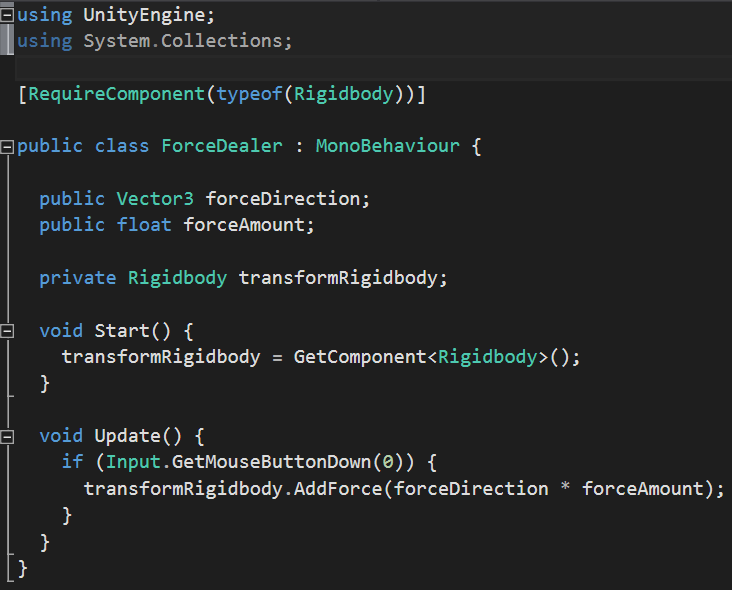 using UnityEngine;
using System.Collections;
[RequireComponent(typeof(Rigidbody))]
public class ForceDealer : MonoBehaviour {
public Vector3 forceDirection;
public float forceAmount;
private Rigidbody transformRigidbody;
void Start() {
transformRigidbody = GetComponent<Rigidbody>();
}
void Update() {
if (Input.GetMouseButtonDown(0)) {
transformRigidbody.AddForce(forceDirection * forceAmount);
}
}
}